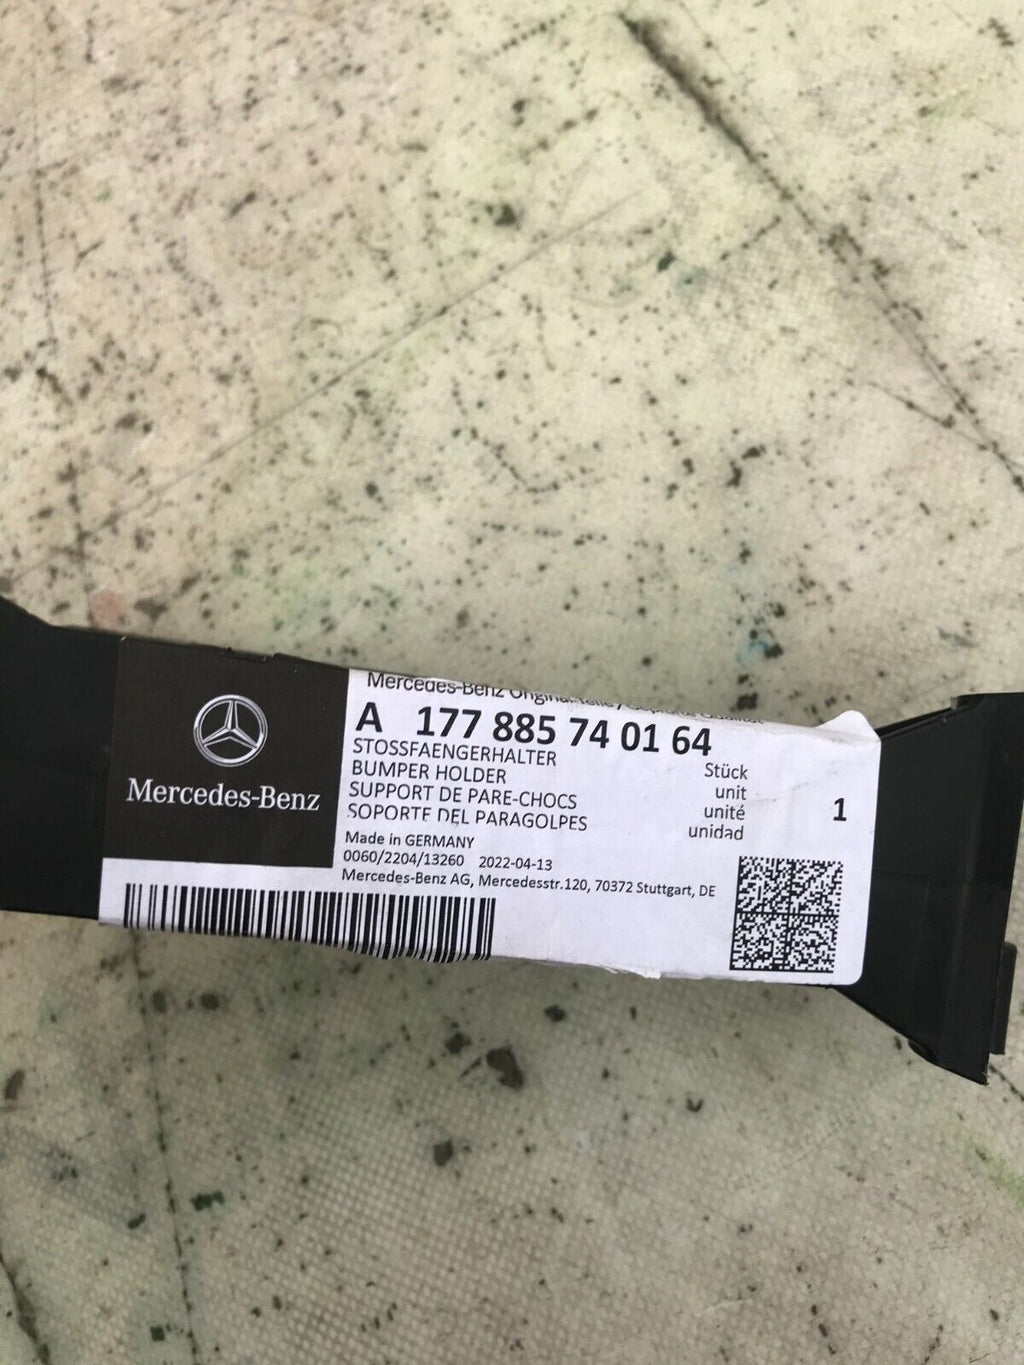 Mercedes-Benz
Mercedes-Benz
A 177 885 74 01 64
STOSSFAENGERHALTER
BUMPER HOLDER
SUPPORT DE PARE-CHOCS
SOPORTE DEL PARAGOLPES
Stück
unit
unité
unidad
1
Made in GERMANY
0060/2204/13260 2022-04-13
Mercedes-Benz AG, Mercedesstr.120, 70372 Stuttgart, DE